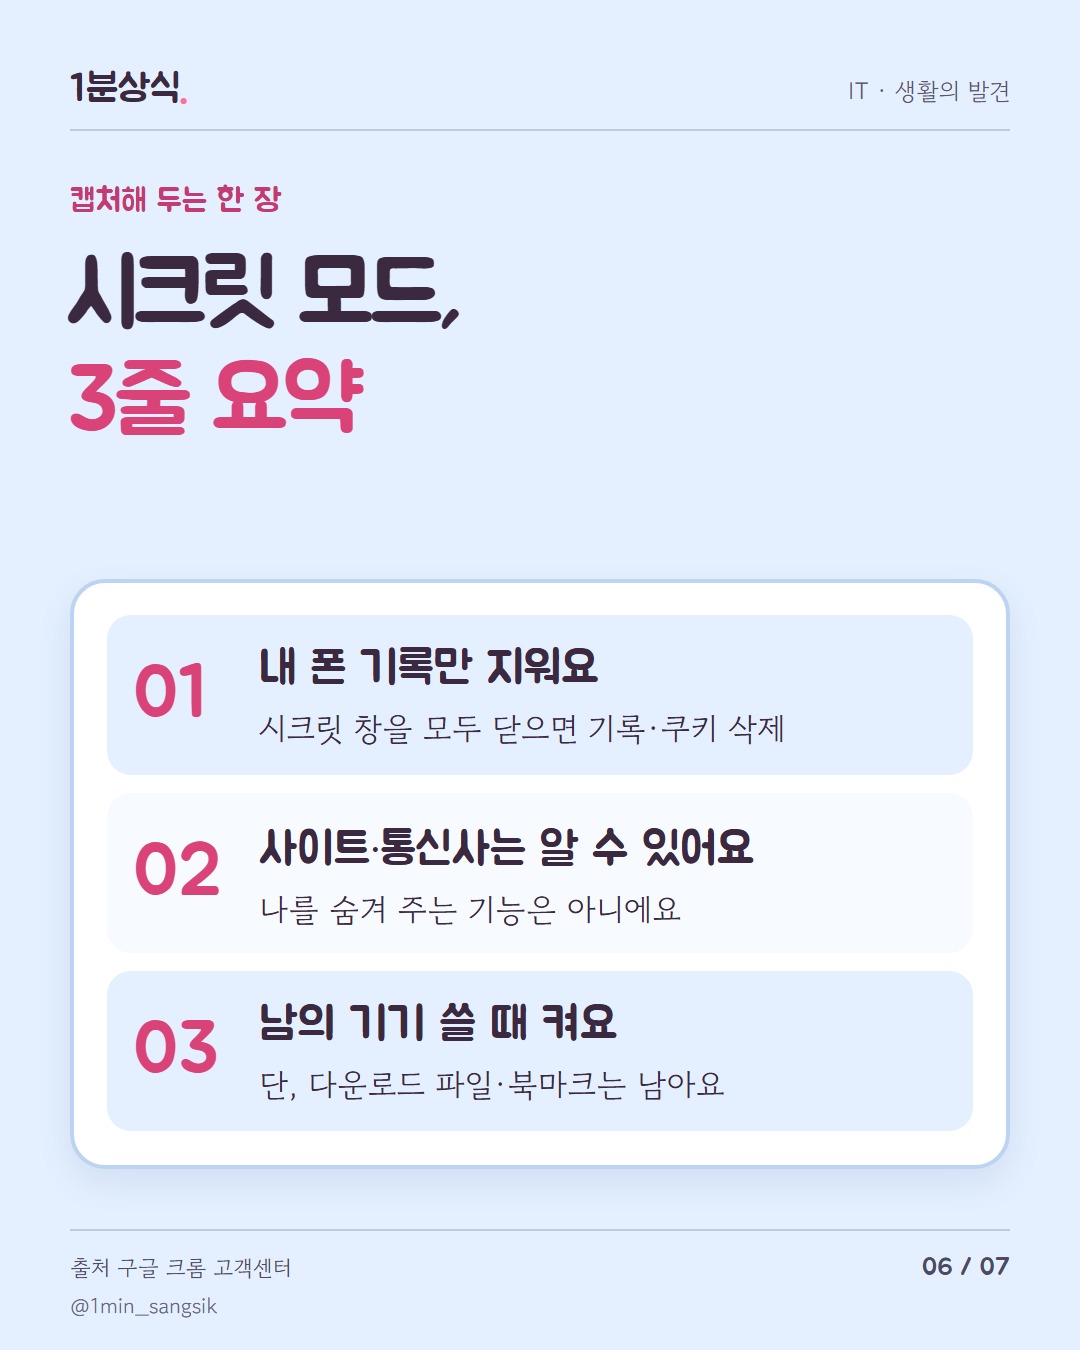 1분상식.
IT · 생활의 발견
캡처해 두는 한 장
시크릿 모드,
3줄 요약
01
내 폰 기록만 지워요
시크릿 창을 모두 닫으면 기록·쿠키 삭제
02
사이트·통신사는 알 수 있어요
나를 숨겨 주는 기능은 아니에요
03
남의 기기 쓸 때 켜요
단, 다운로드 파일·북마크는 남아요
출처 구글 크롬 고객센터
06 / 07
@1min_sangsik